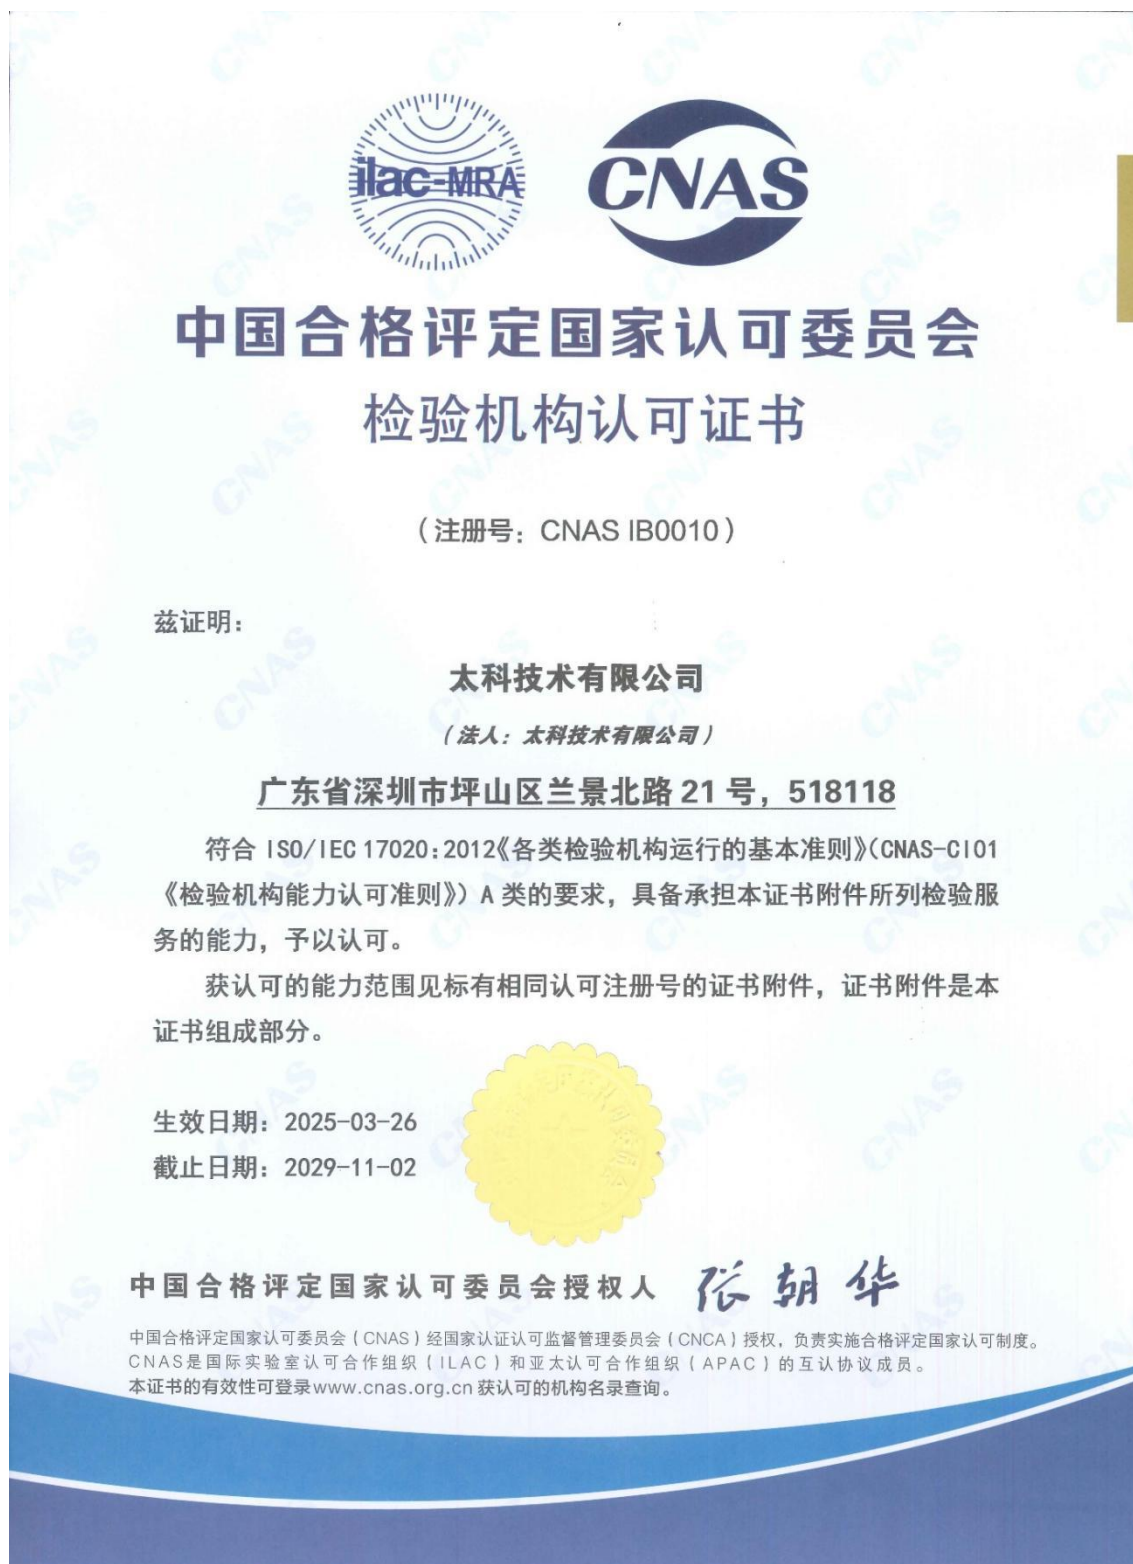 ilac-MRA
CNAS
中国合格评定国家认可委员会
检验机构认可证书
（注册号：CNAS IB0010）
兹证明：
太科技术有限公司
（法人：太科技术有限公司）
广东省深圳市坪山区兰景北路 21 号，518118
符合 ISO/IEC 17020:2012《各类检验机构运行的基本准则》（CNAS-CI01
《检验机构能力认可准则》）A 类的要求，具备承担本证书附件所列检验服
务的能力，予以认可。
获认可的能力范围见标有相同认可注册号的证书附件，证书附件是本
证书组成部分。
生效日期：2025-03-26
截止日期：2029-11-02
中国合格评定国家认可委员会授权人 张朝华
中国合格评定国家认可委员会（CNAS）经国家认证认可监督管理委员会（CNCA）授权，负责实施合格评定国家认可制度。
CNAS是国际实验室认可合作组织（ILAC）和亚太认可合作组织（APAC）的互认协议成员。
本证书的有效性可登录www.cnas.org.cn 获认可的机构名录查询。